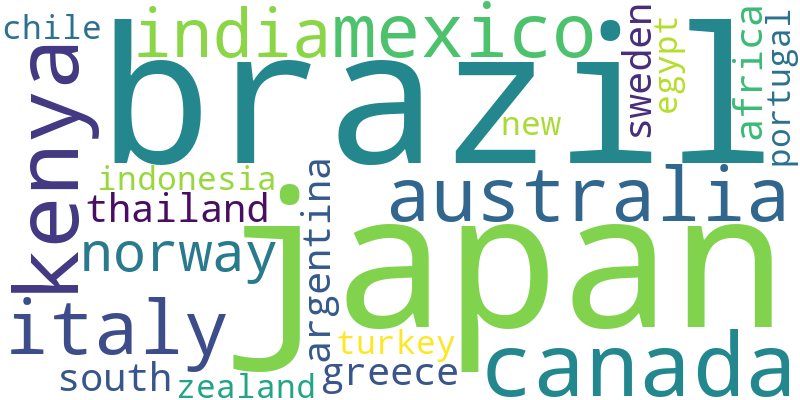 chile
india
mexico
brazil
kenya
sweden
egypt
africa
portugal
new
indonesia
thailand
argentina
australia
norway
japan
italy
turkey
canada
south
zealand
greece